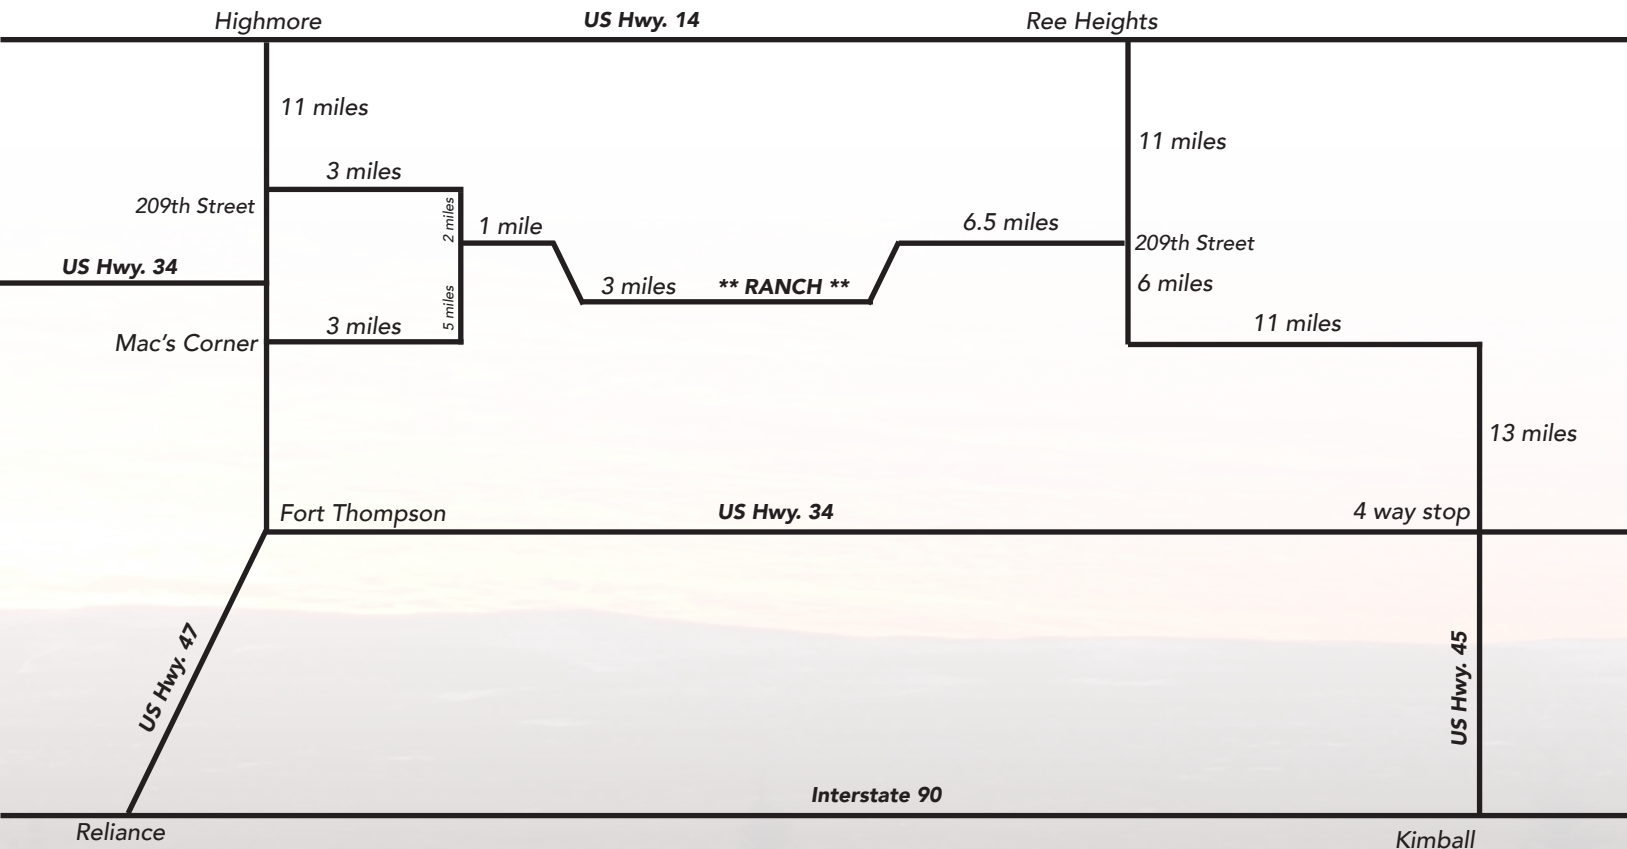 Highmore
US Hwy. 14
Ree Heights
11 miles
11 miles
3 miles
209th Street
2 miles
1 mile
6.5 miles
209th Street
US Hwy. 34
3 miles
** RANCH **
6 miles
5 miles
3 miles
11 miles
Mac's Corner
13 miles
Fort Thompson
US Hwy. 34
4 way stop
US Hwy. 47
US Hwy. 45
Interstate 90
Reliance
Kimball